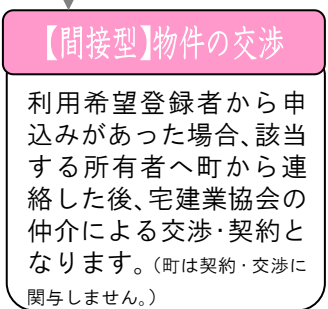 【間接型】物件の交渉
利用希望登録者から申
込みがあった場合、該当
する所有者へ町から連
絡した後、宅建業協会の
仲介による交渉・契約と
なります。（町は契約・交渉に
関与しません。）